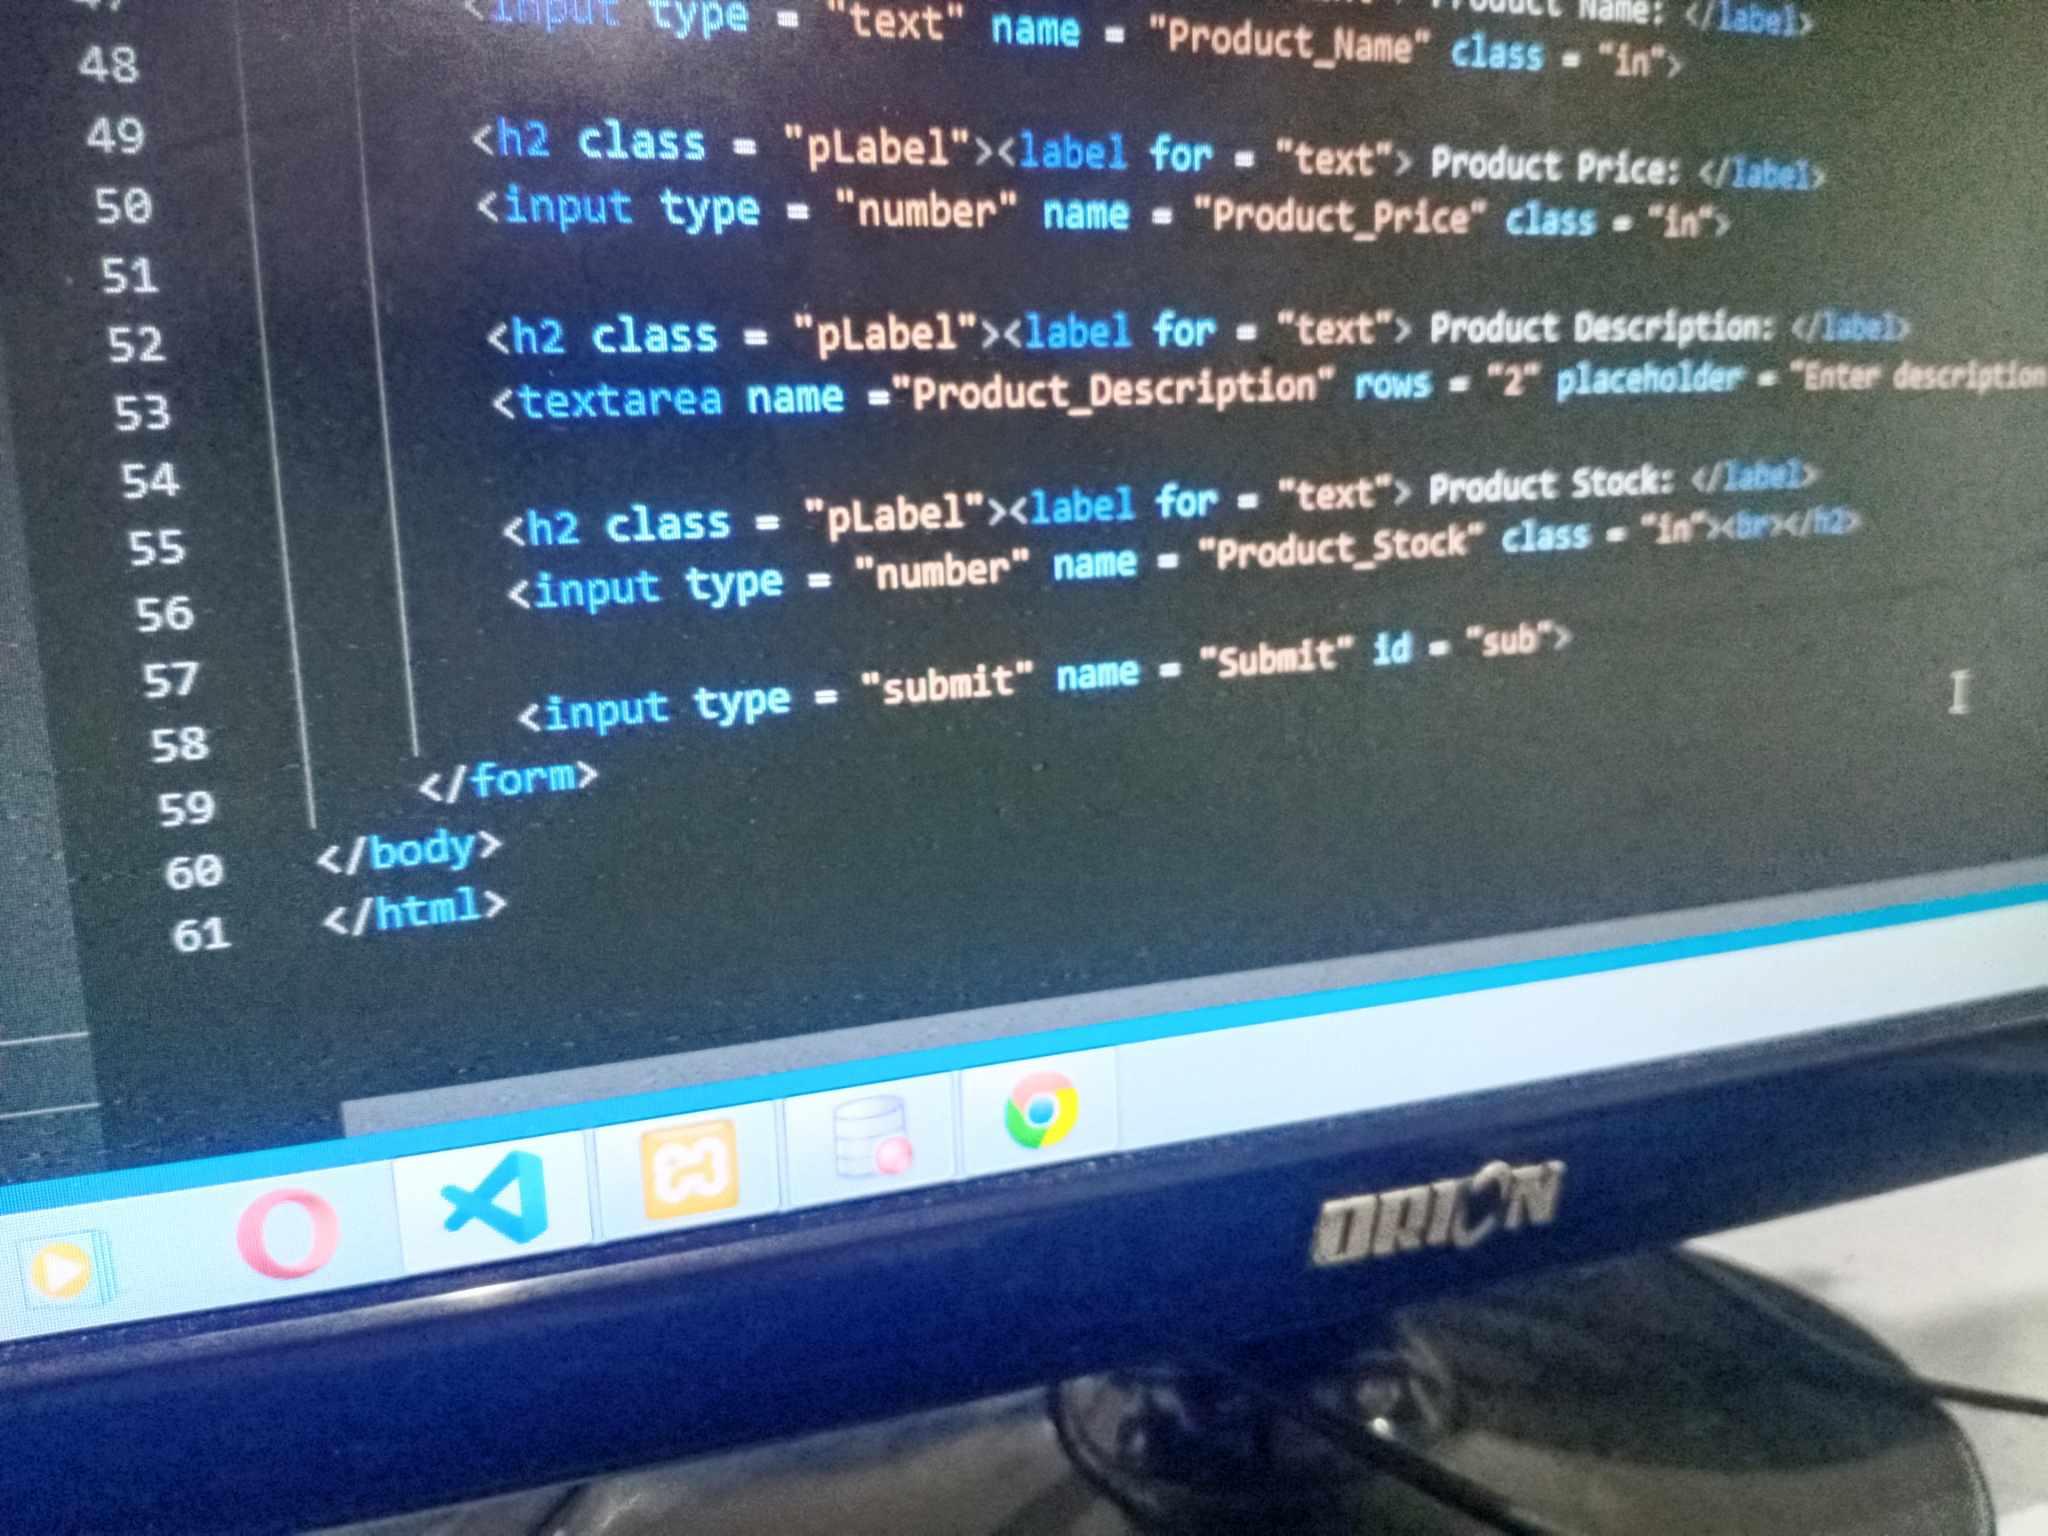 47
<input type = "text" name = "Product_Name" class = "in"> Name: </label>
48
49 <h2 class = "pLabel"><label for = "text"> Product Price: </label>
50 <input type = "number" name = "Product_Price" class = "in">
51
52 <h2 class = "pLabel"><label for = "text"> Product Description: </label>
53 <textarea name ="Product_Description" rows = "2" placeholder = "Enter description
54
55 <h2 class = "pLabel"><label for = "text"> Product Stock: </label>
56 <input type = "number" name = "Product_Stock" class = "in"><br></h2>
57
58 <input type = "submit" name = "Submit" id = "sub">
59 </form>
60 </body>
61 </html>
ORION